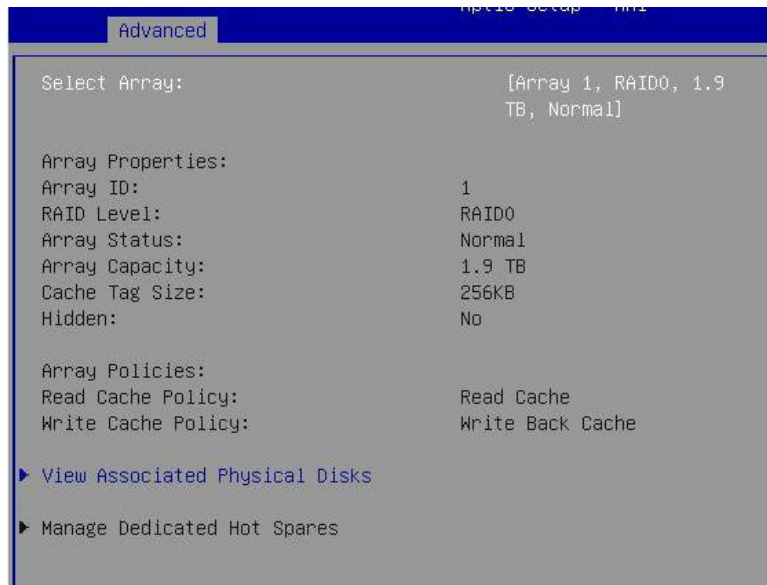 Advanced
Select Array: [Array 1, RAID0, 1.9
TB, Normal]
Array Properties:
Array ID: 1
RAID Level: RAID0
Array Status: Normal
Array Capacity: 1.9 TB
Cache Tag Size: 256KB
Hidden: No
Array Policies:
Read Cache Policy: Read Cache
Write Cache Policy: Write Back Cache
View Associated Physical Disks
Manage Dedicated Hot Spares